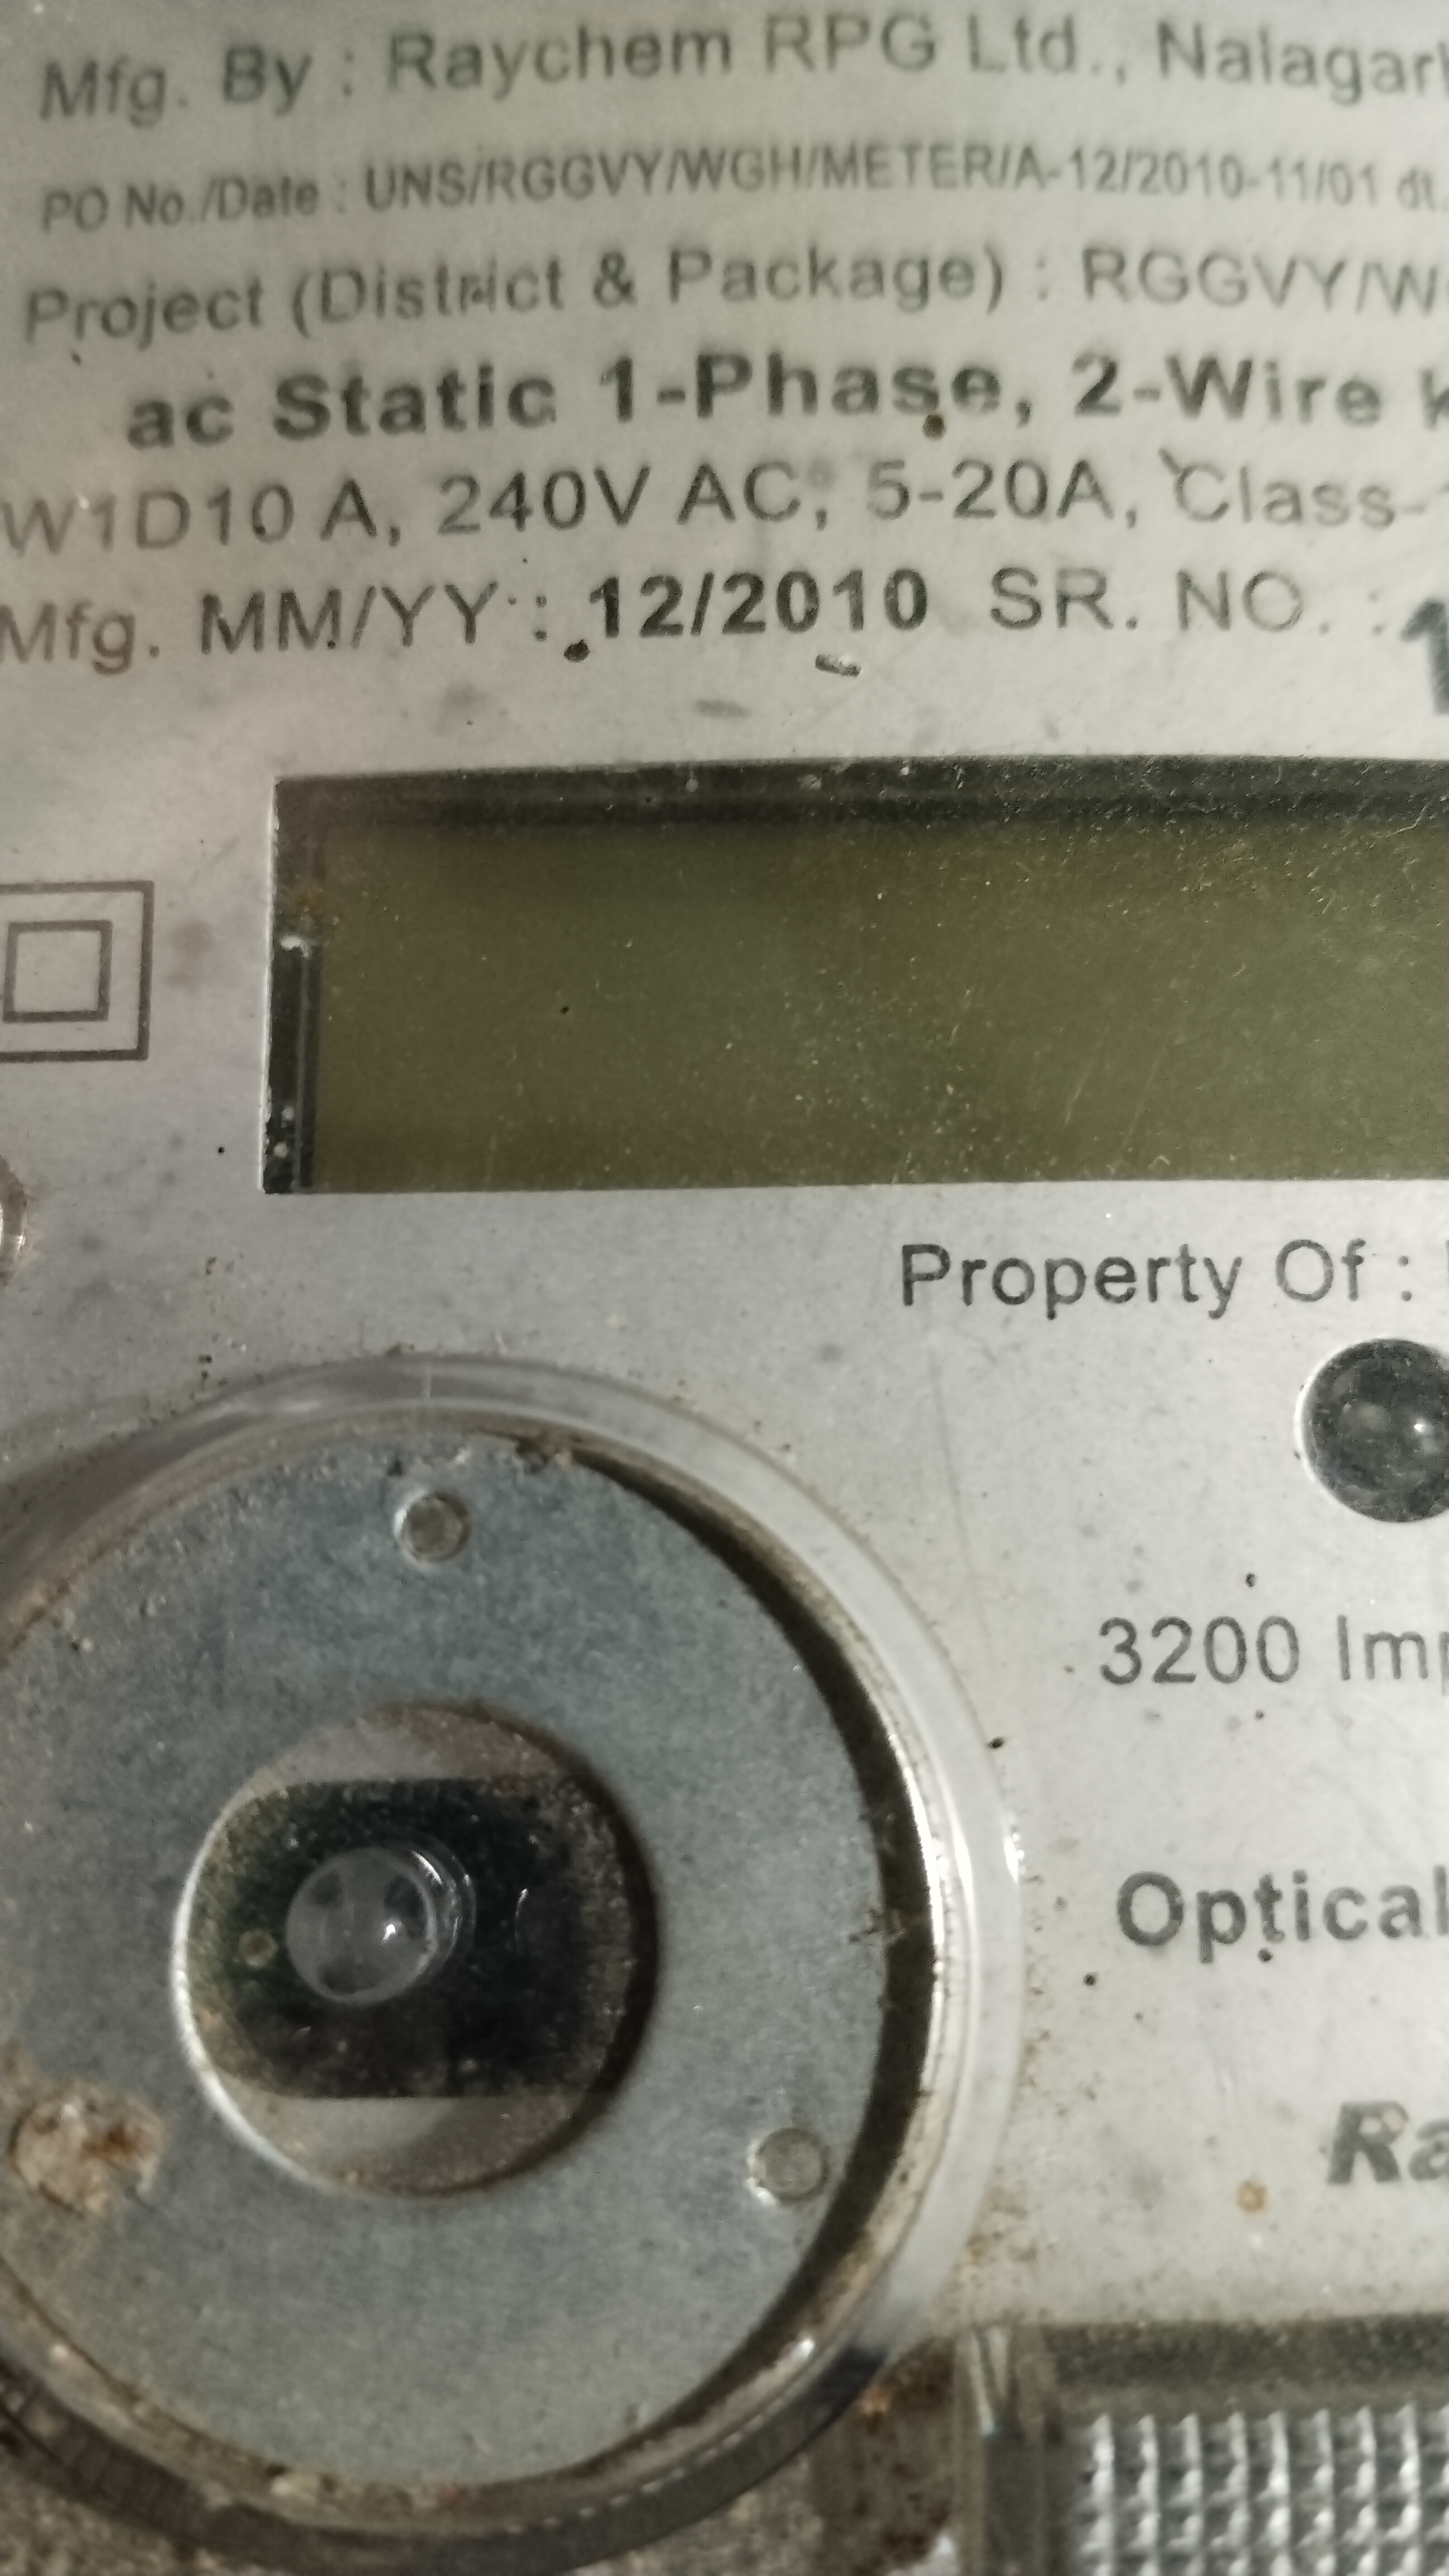 Mfg. By : Raychem RPG Ltd., Nalagarh
PO No./Date : UNS/RGGVY/WGH/METER/A-12/2010-11/01 dt.
Project (District & Package) : RGGVY/W
ac Static 1-Phase, 2-Wire
W1D10 A, 240V AC, 5-20A, Class-
Mfg. MM/YY : 12/2010 SR. NO. : 1
Property Of :
3200 Imp
Optical
Ra